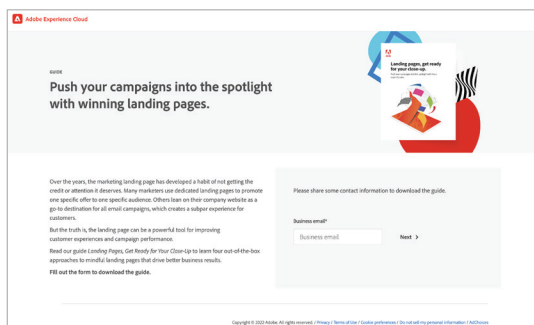 Adobe Experience Cloud
GUIDE
Push your campaigns into the spotlight
with winning landing pages.
Landing pages, get ready
for your close-up.
Over the years, the marketing landing page has developed a habit of not getting the
credit or attention it deserves. Many marketers use dedicated landing pages to promote
one specific offer to one specific audience. Others lean on their company website as a
go-to destination for all email campaigns, which creates a subpar experience for
customers.
But the truth is, the landing page can be a powerful tool for improving
customer experiences and campaign performance.
Read our guide Landing Pages, Get Ready for Your Close-Up to learn four out-of-the-box
approaches to mindful landing pages that drive better business results.
Fill out the form to download the guide.
Please share some contact information to download the guide.
Business email*
Business email
Next >
Copyright © 2022 Adobe. All rights reserved. / Privacy / Terms of Use / Cookie preferences / Do not sell my personal information / AdChoices